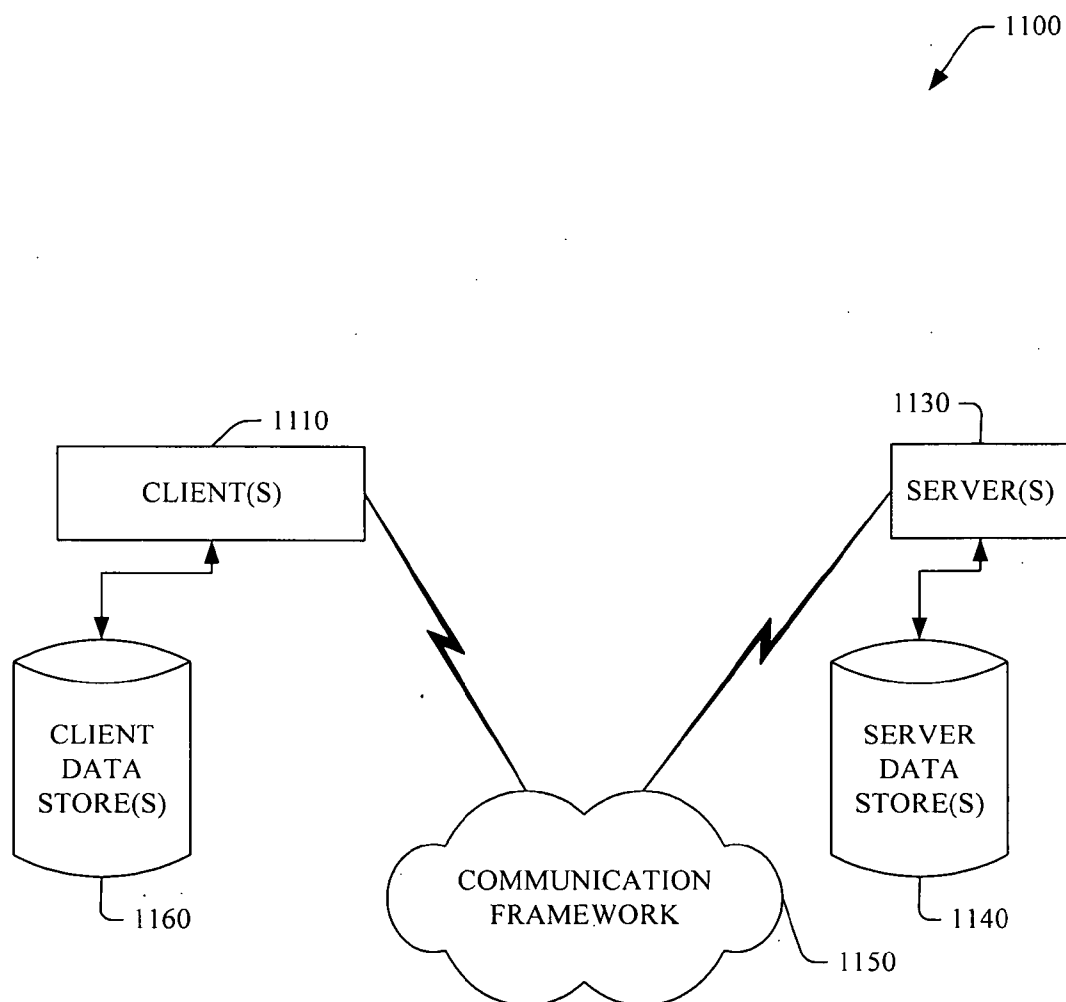 1100
1110
1130
CLIENT(S)
SERVER(S)
CLIENT
DATA
STORE(S)
SERVER
DATA
STORE(S)
COMMUNICATION
FRAMEWORK
1160
1140
1150